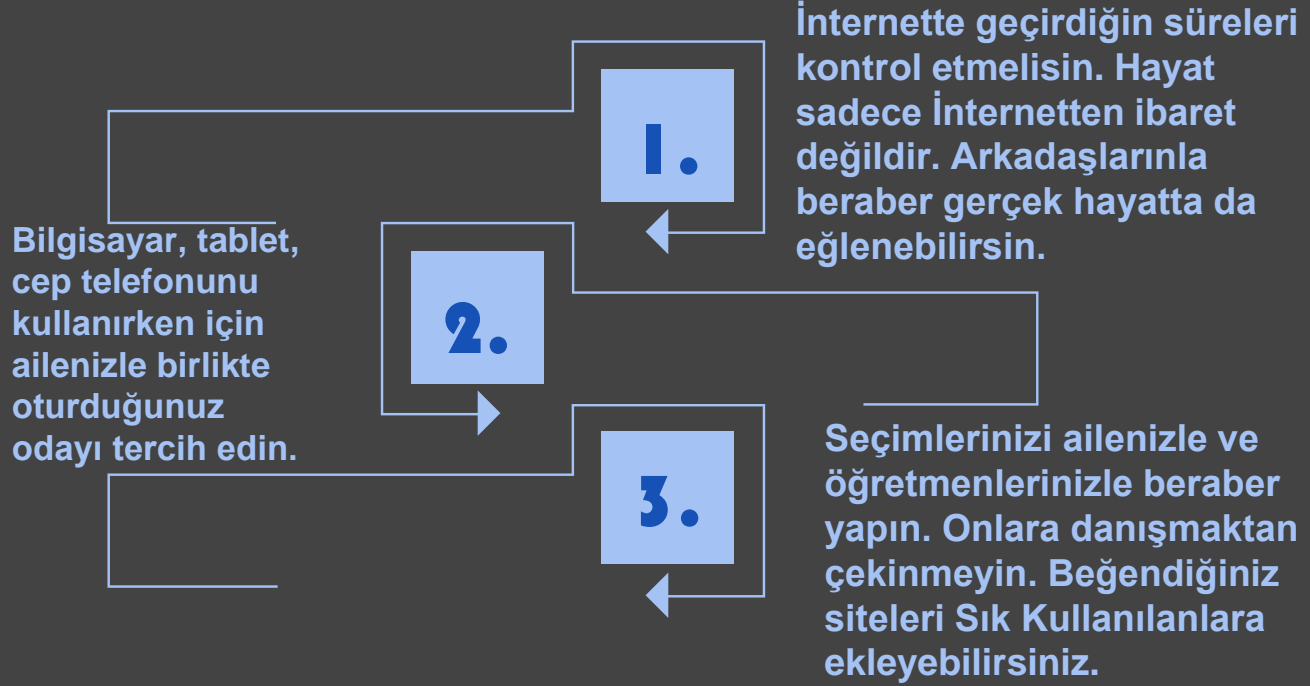 1.
İnternette geçirdiğin süreleri
kontrol etmelisin. Hayat
sadece İnternetten ibaret
değildir. Arkadaşlarınla
beraber gerçek hayatta da
eğlenebilirsin.
2.
Bilgisayar, tablet,
cep telefonunu
kullanırken için
ailenizle birlikte
oturduğunuz
odayı tercih edin.
3.
Seçimlerinizi ailenizle ve
öğretmenlerinizle beraber
yapın. Onlara danışmaktan
çekinmeyin. Beğendiğiniz
siteleri Sık Kullanılanlara
ekleyebilirsiniz.